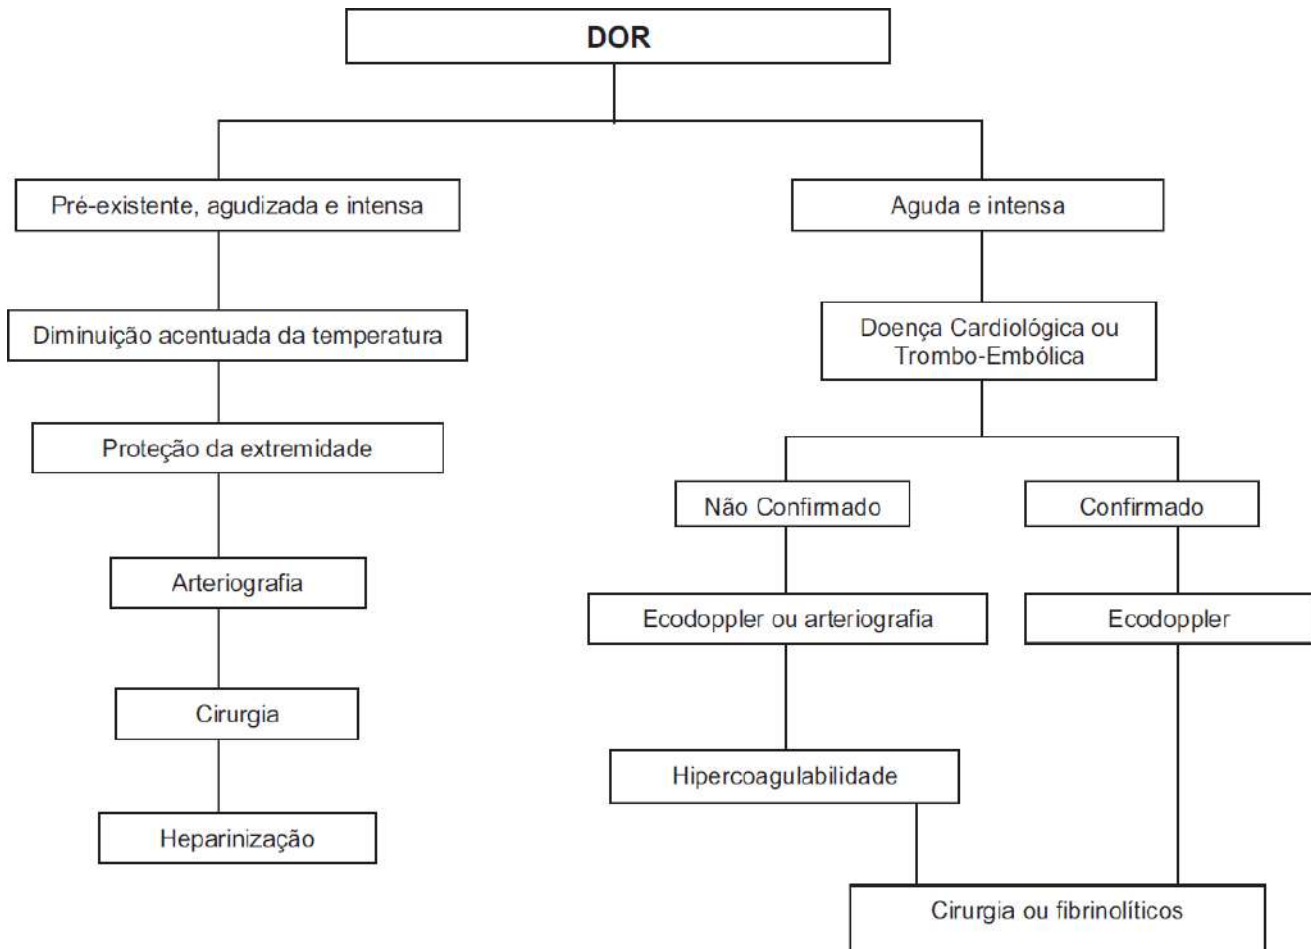 DOR
Pré-existente, agudizada e intensa
Aguda e intensa
Diminuição acentuada da temperatura
Doença Cardiológica ou
Trombo-Embólica
Proteção da extremidade
Não Confirmado
Confirmado
Arteriografia
Ecodoppler ou arteriografia
Ecodoppler
Cirurgia
Hipercoagulabilidade
Heparinização
Cirurgia ou fibrinolíticos